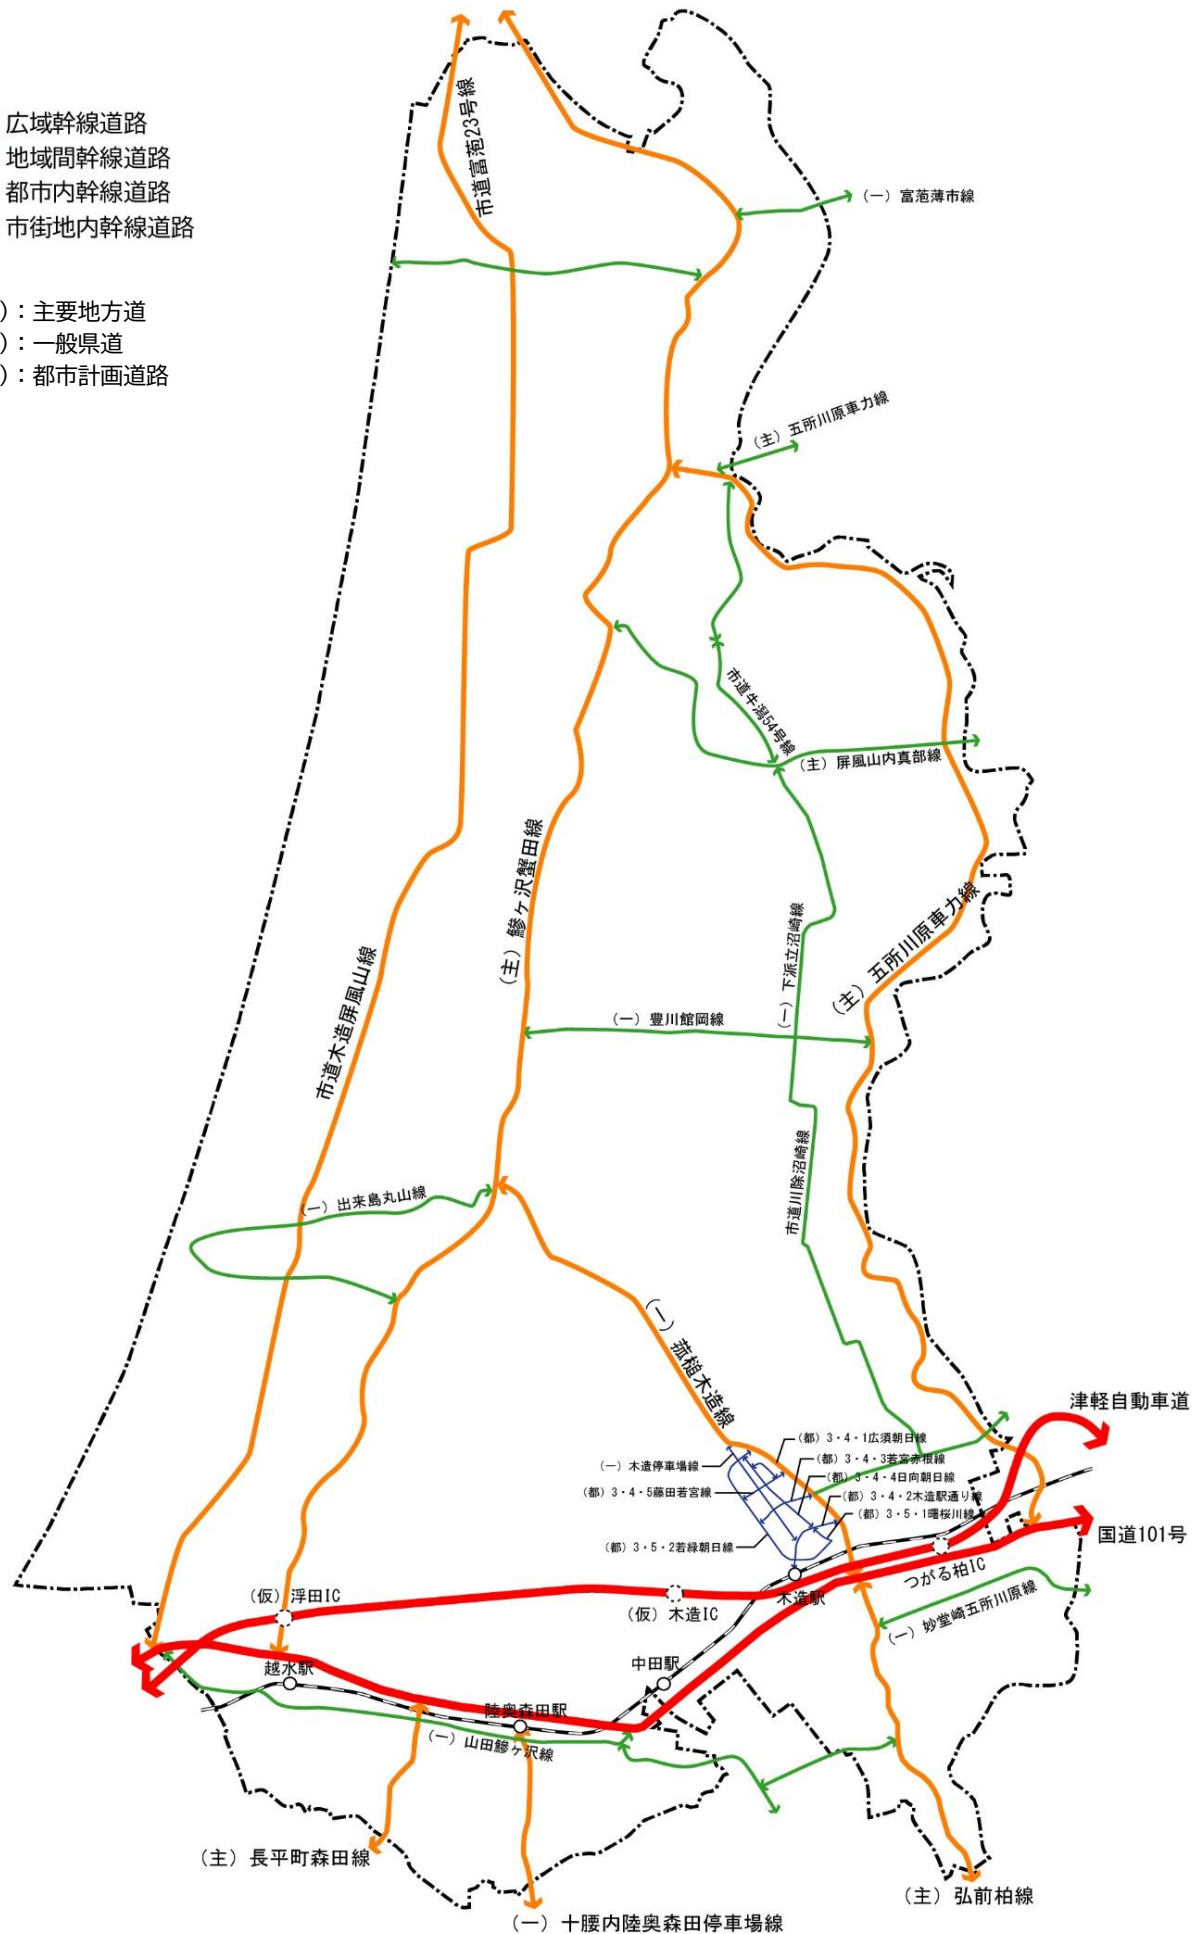 広域幹線道路
地域間幹線道路
都市内幹線道路
市街地内幹線道路
）：主要地方道
）：一般県道
）：都市計画道路
市道富萢23号線
（一）富萢薄市線
（主）五所川原車力線
市道牛潟54号線
（主）屏風山内真部線
（主）鰺ヶ沢蟹田線
（一）下派立沼崎線
（主）五所川原車力線
市道木造屏風山線
（一）豊川館岡線
市道川除沼崎線
（一）出来島丸山線
（一）菰槌木造線
津軽自動車道
（都）3・4・1広須朝日線
（都）3・4・3若宮赤根線
（一）木造停車場線
（都）3・4・4日向朝日線
（都）3・4・5藤田若宮線
（都）3・4・2木造駅通り線
（都）3・5・1曙桜川線
（都）3・5・2若緑朝日線
国道101号
つがる柏IC
（仮）浮田IC
（仮）木造IC
木造駅
（一）妙堂崎五所川原線
中田駅
越水駅
陸奥森田駅
（一）山田鰺ヶ沢線
（主）長平町森田線
（主）弘前柏線
（一）十腰内陸奥森田停車場線